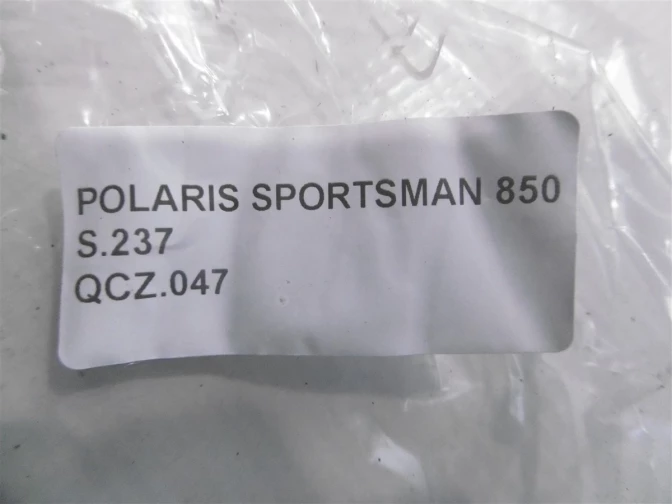 POLARIS SPORTSMAN 850
S.237
QCZ.047